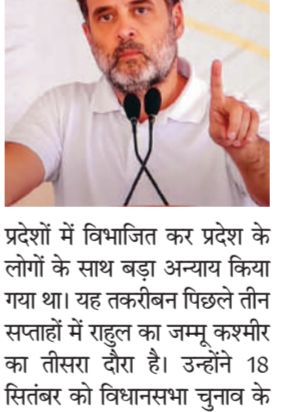 प्रदेशों में विभाजित कर प्रदेश के
लोगों के साथ बड़ा अन्याय किया
गया था। यह तकरीबन पिछले तीन
सप्ताहों में राहुल का जम्मू कश्मीर
का तीसरा दौरा है। उन्होंने 18
सितंबर को विधानसभा चुनाव के